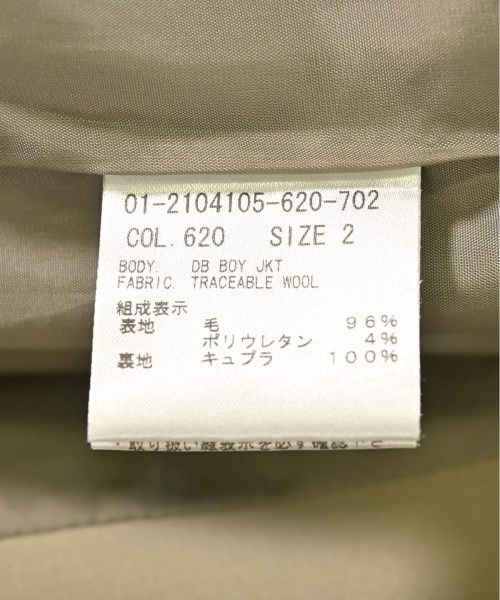 01-2104105-620-702
COL. 620 SIZE 2
BODY. DB BOY JKT
FABRIC. TRACEABLE WOOL
組成表示
表地 毛 96%
ポリウレタン 4%
裏地 キュプラ 100%